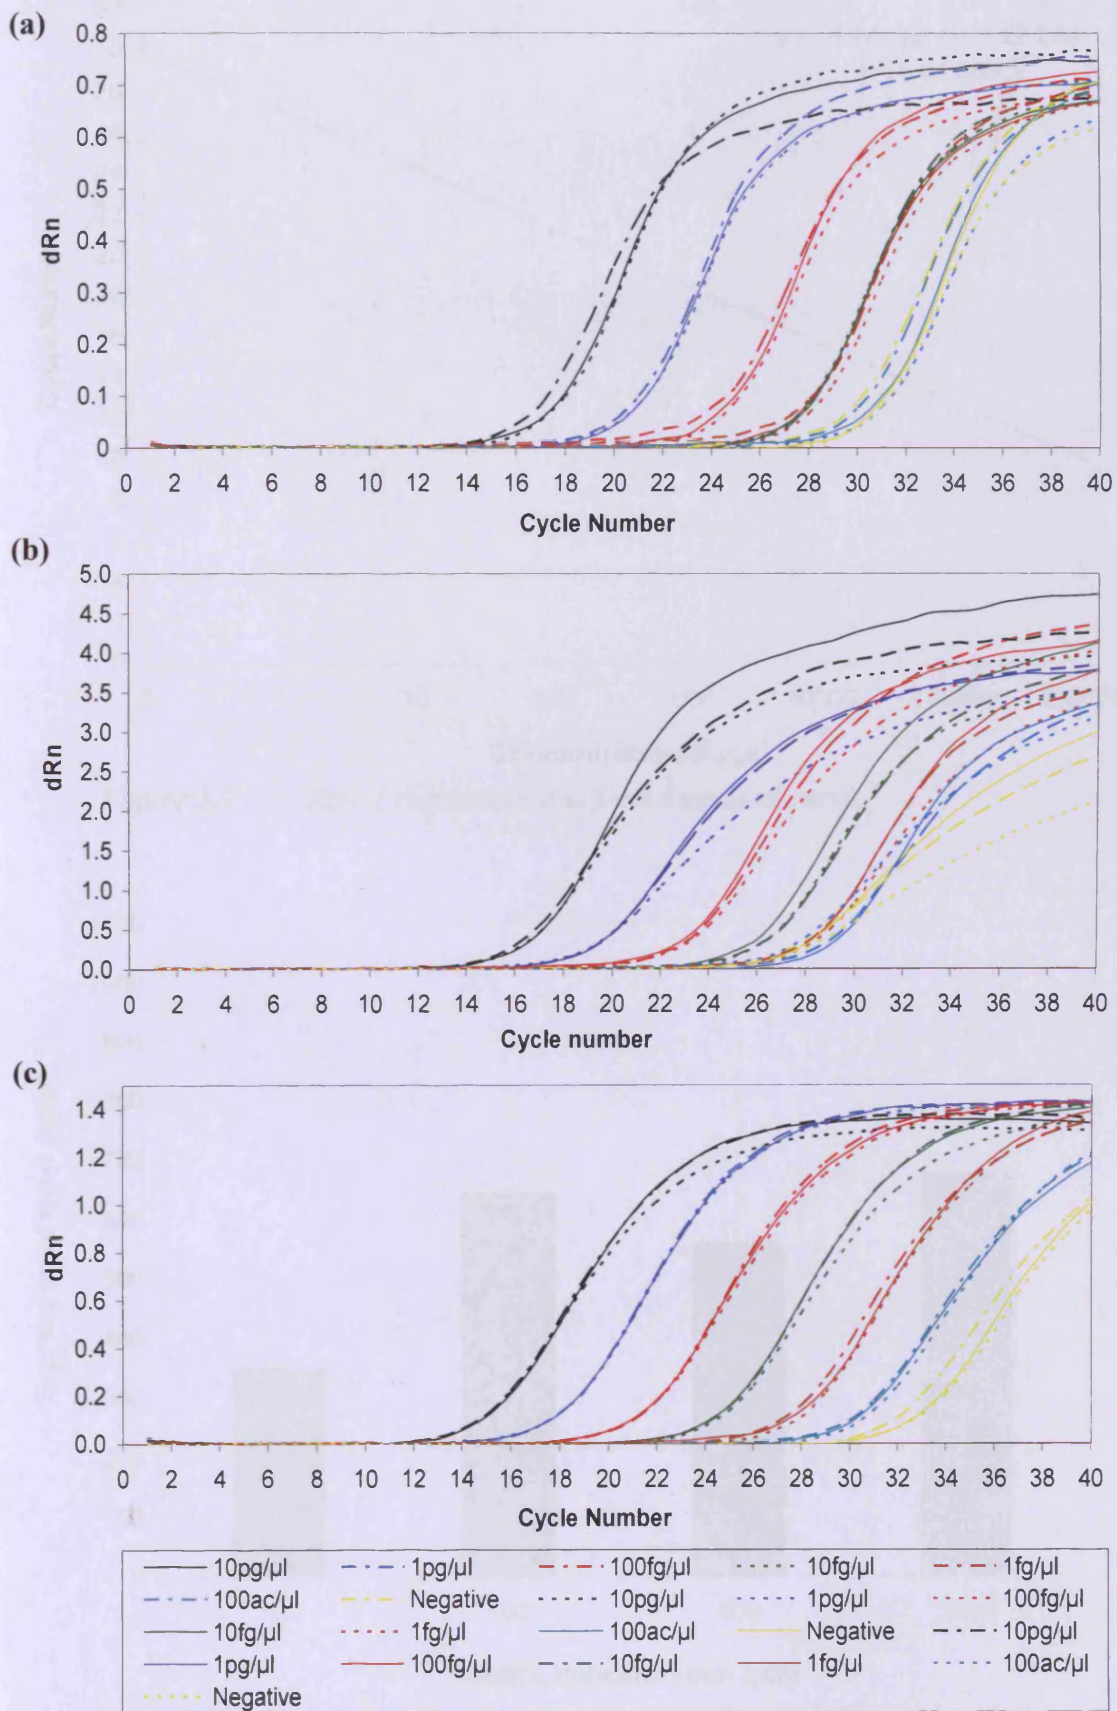 (a)
0.8
0.7
0.6
0.5
0.4
0.3
0.2
0.1
0
dRn
0 2 4 6 8 10 12 14 16 18 20 22 24 26 28 30 32 34 36 38 40
Cycle Number
(b)
5.0
4.5
4.0
3.5
3.0
2.5
2.0
1.5
1.0
0.5
0.0
dRn
0 2 4 6 8 10 12 14 16 18 20 22 24 26 28 30 32 34 36 38 40
Cycle number
(c)
1.4
1.2
1.0
0.8
0.6
0.4
0.2
0.0
dRn
0 2 4 6 8 10 12 14 16 18 20 22 24 26 28 30 32 34 36 38 40
Cycle Number
10pg/µl 1pg/µl 100fg/µl 10fg/µl 1fg/µl
100ac/µl Negative 10pg/µl 1pg/µl 100fg/µl
10fg/µl 1fg/µl 100ac/µl Negative 10pg/µl
1pg/µl 100fg/µl 10fg/µl 1fg/µl 100ac/µl
Negative